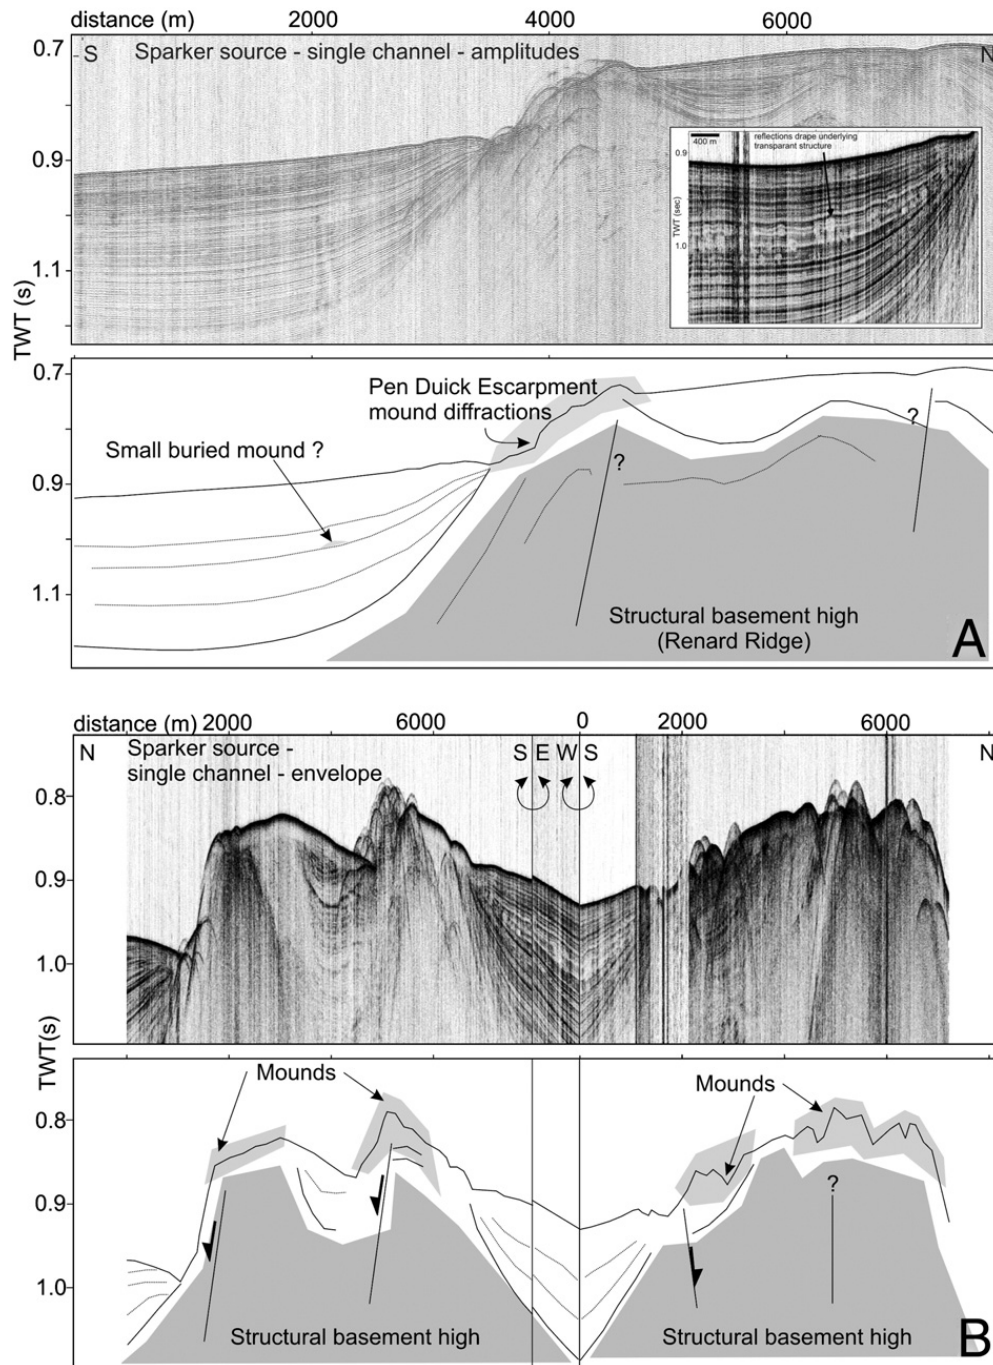 distance (m) 2000 4000 6000
0.7
S Sparker source - single channel - amplitudes N
reflections drape underlying
transparant structure
400 m
0.9
0.9
TWT (sec)
1.0
1.1
TWT (s)
0.7
Pen Duick Escarpment
mound diffractions
?
Small buried mound ?
?
0.9
1.1
Structural basement high
(Renard Ridge)
A
distance (m) 2000 6000 0 2000 6000
N Sparker source -
single channel - envelope
S E W S N
0.8
0.9
1.0
TWT(s)
Mounds
Mounds
0.8
?
0.9
1.0
Structural basement high
Structural basement high
B